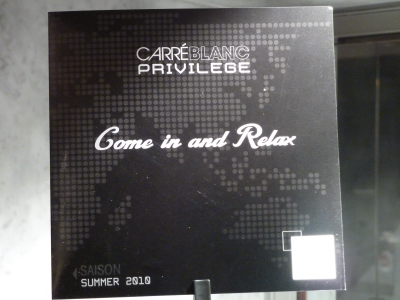 CARRÉBLANC
PRIVILEGE
Come in and Relax
SAISON
SUMMER 2010